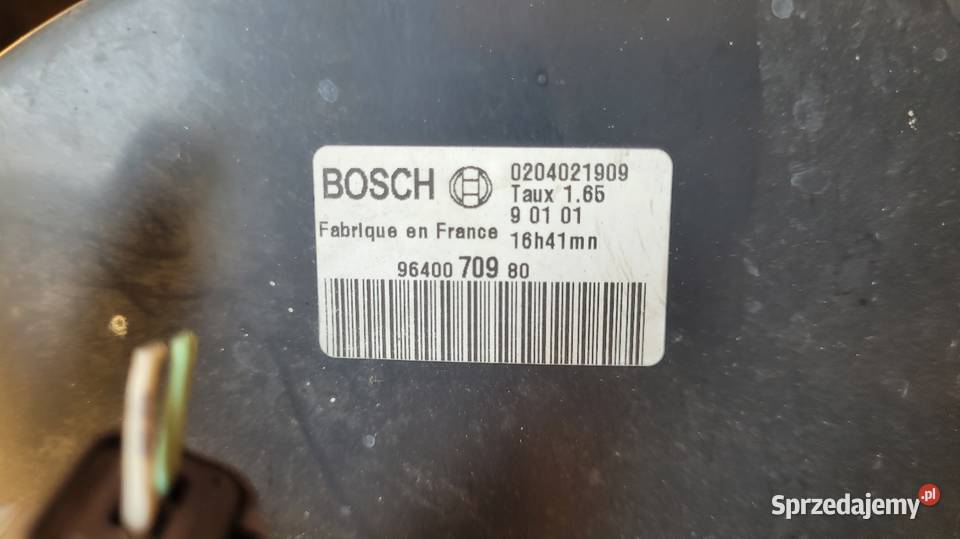 BOSCH 0204021909
Taux 1.65
9 01 01
Fabrique en France 16h41mn
96400 709 80
Sprzedajemy.pl